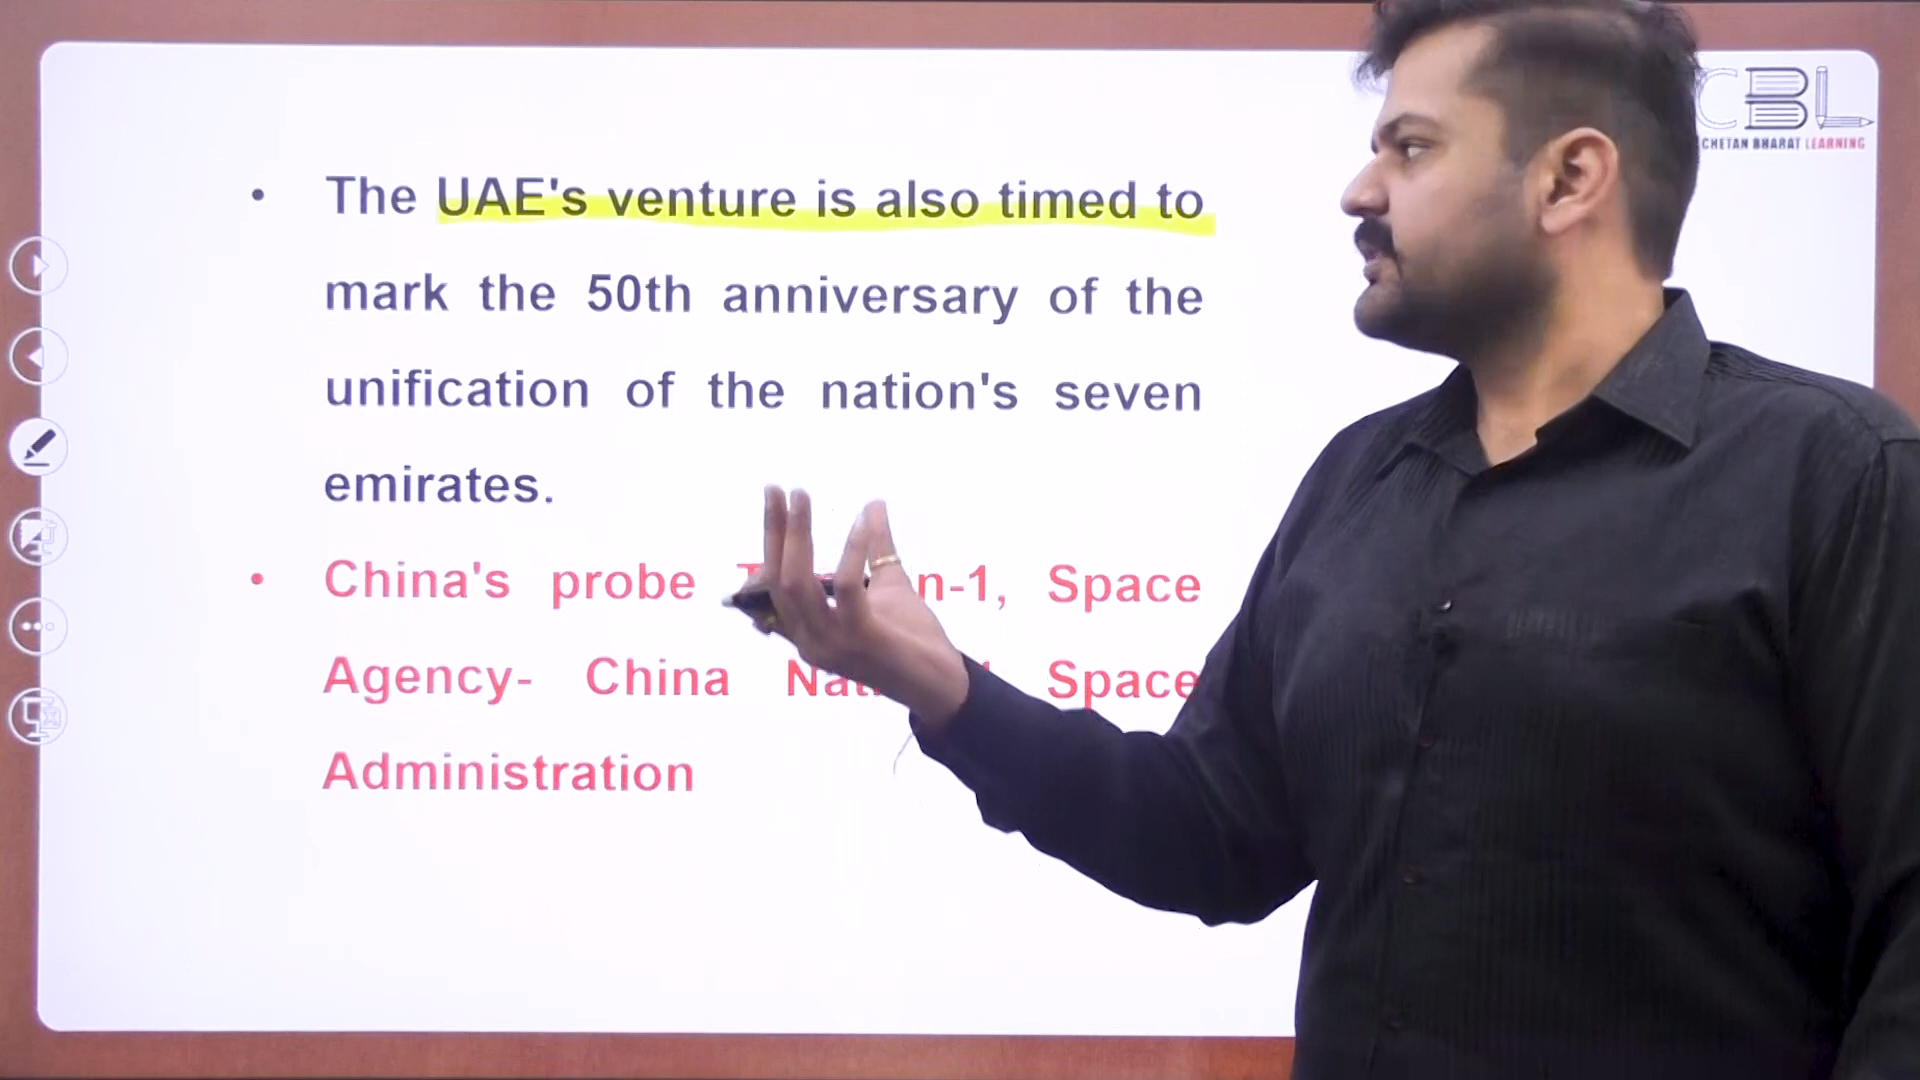 CBL
CHETAN BHARAT LEARNING
• The UAE's venture is also timed to
mark the 50th anniversary of the
unification of the nation's seven
emirates.
• China's probe n-1, Space
Agency- China Space
Administration